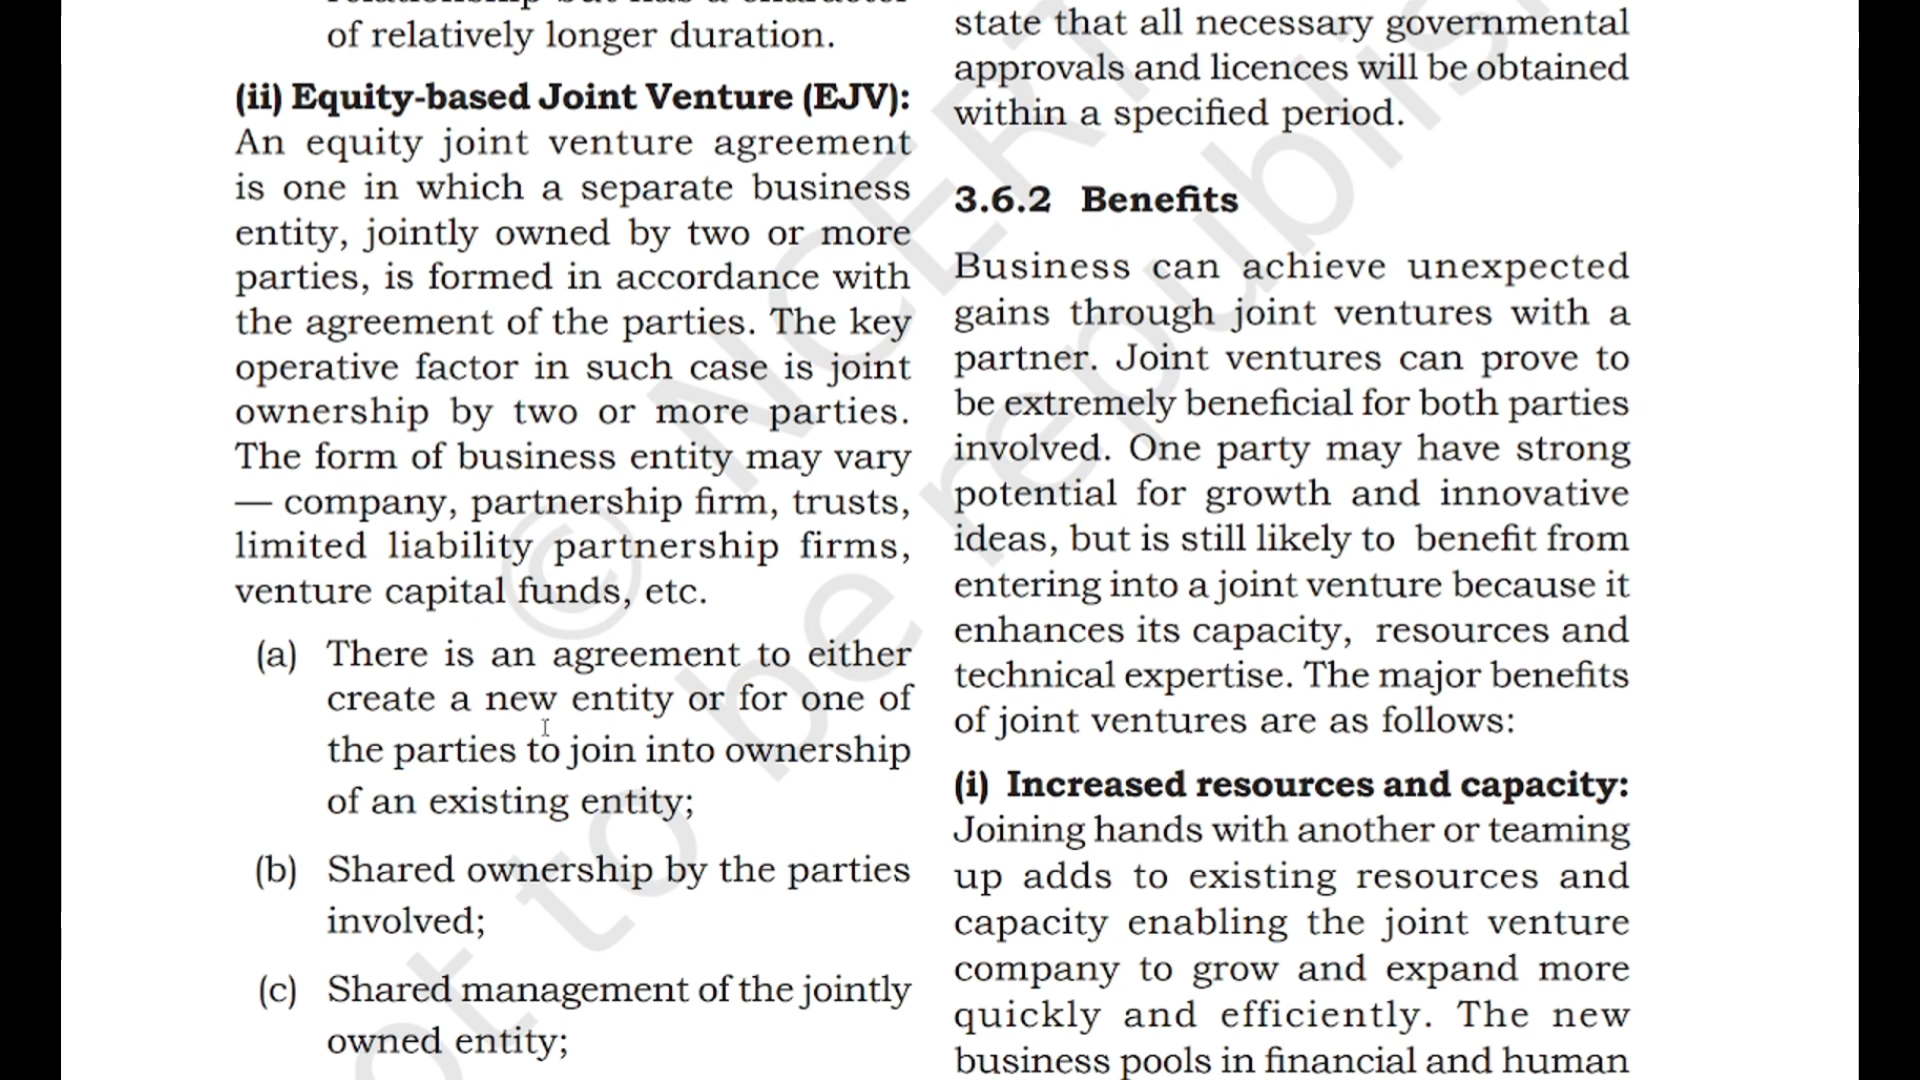 of relatively longer duration.
(ii) Equity-based Joint Venture (EJV):
An equity joint venture agreement
is one in which a separate business
entity, jointly owned by two or more
parties, is formed in accordance with
the agreement of the parties. The key
operative factor in such case is joint
ownership by two or more parties.
The form of business entity may vary
— company, partnership firm, trusts,
limited liability partnership firms,
venture capital funds, etc.
(a) There is an agreement to either
create a new entity or for one of
the parties to join into ownership
of an existing entity;
(b) Shared ownership by the parties
involved;
(c) Shared management of the jointly
owned entity;
state that all necessary governmental
approvals and licences will be obtained
within a specified period.
3.6.2 Benefits
Business can achieve unexpected
gains through joint ventures with a
partner. Joint ventures can prove to
be extremely beneficial for both parties
involved. One party may have strong
potential for growth and innovative
ideas, but is still likely to benefit from
entering into a joint venture because it
enhances its capacity, resources and
technical expertise. The major benefits
of joint ventures are as follows:
(i) Increased resources and capacity:
Joining hands with another or teaming
up adds to existing resources and
capacity enabling the joint venture
company to grow and expand more
quickly and efficiently. The new
business pools in financial and human
© NCERT
not to be republis